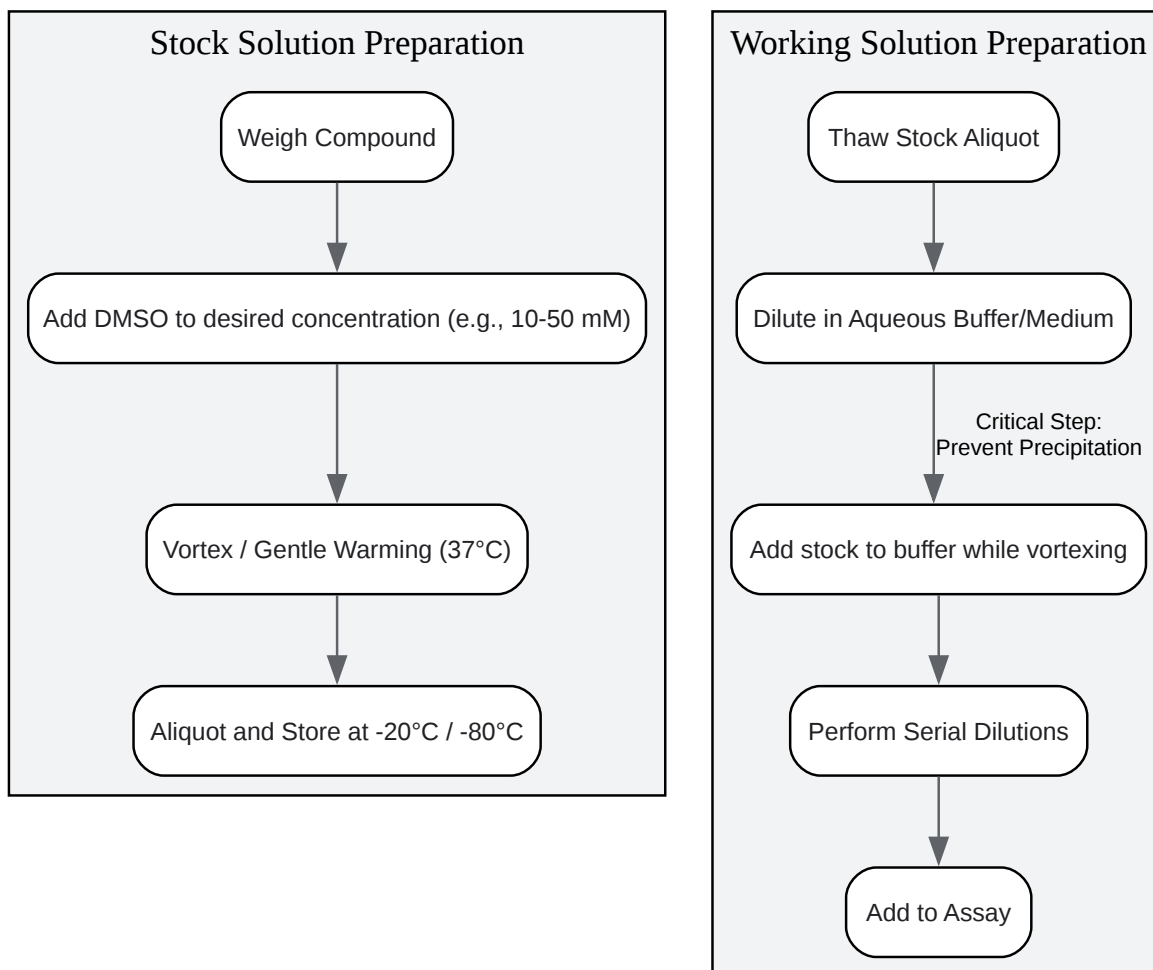 Stock Solution Preparation
Weigh Compound
Add DMSO to desired concentration (e.g., 10-50 mM)
Vortex / Gentle Warming (37°C)
Aliquot and Store at -20°C / -80°C
Working Solution Preparation
Thaw Stock Aliquot
Dilute in Aqueous Buffer/Medium
Critical Step:
Prevent Precipitation
Add stock to buffer while vortexing
Perform Serial Dilutions
Add to Assay